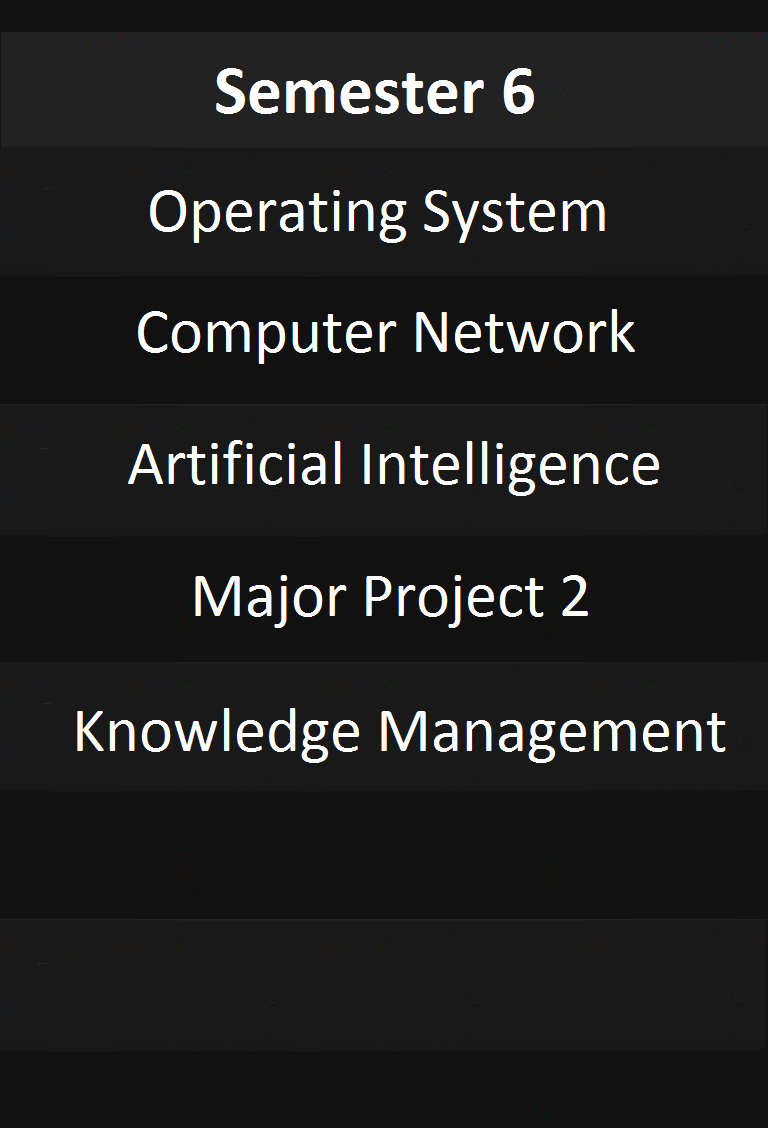 Semester 6
Operating System
Computer Network
Artificial Intelligence
Major Project 2
Knowledge Management